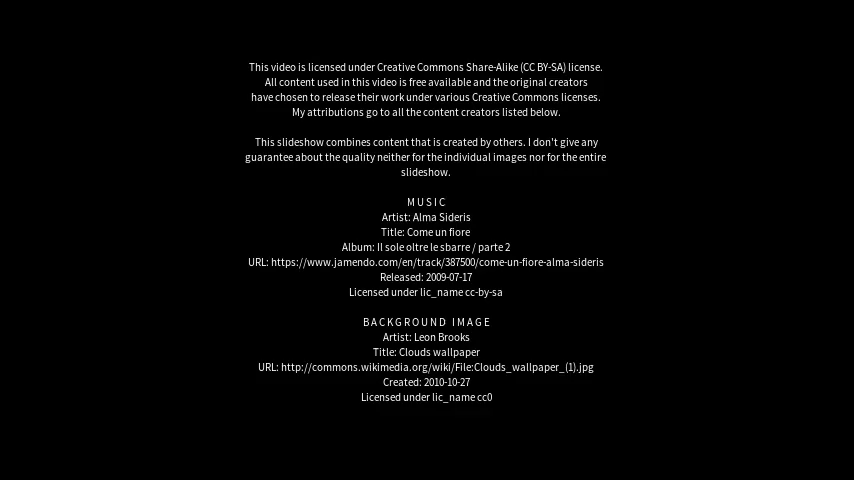 This video is licensed under Creative Commons Share-Alike (CC BY-SA) license.
All content used in this video is free available and the original creators
have chosen to release their work under various Creative Commons licenses.
My attributions go to all the content creators listed below.
This slideshow combines content that is created by others. I don't give any
guarantee about the quality neither for the individual images nor for the entire
slideshow.
MUSIC
Artist: Alma Sideris
Title: Come un fiore
Album: Il sole oltre le sbarre / parte 2
URL: https://www.jamendo.com/en/track/387500/come-un-fiore-alma-sideris
Released: 2009-07-17
Licensed under lic_name cc-by-sa
BACKGROUND IMAGE
Artist: Leon Brooks
Title: Clouds wallpaper
URL: http://commons.wikimedia.org/wiki/File:Clouds_wallpaper_(1).jpg
Created: 2010-10-27
Licensed under lic_name cc0